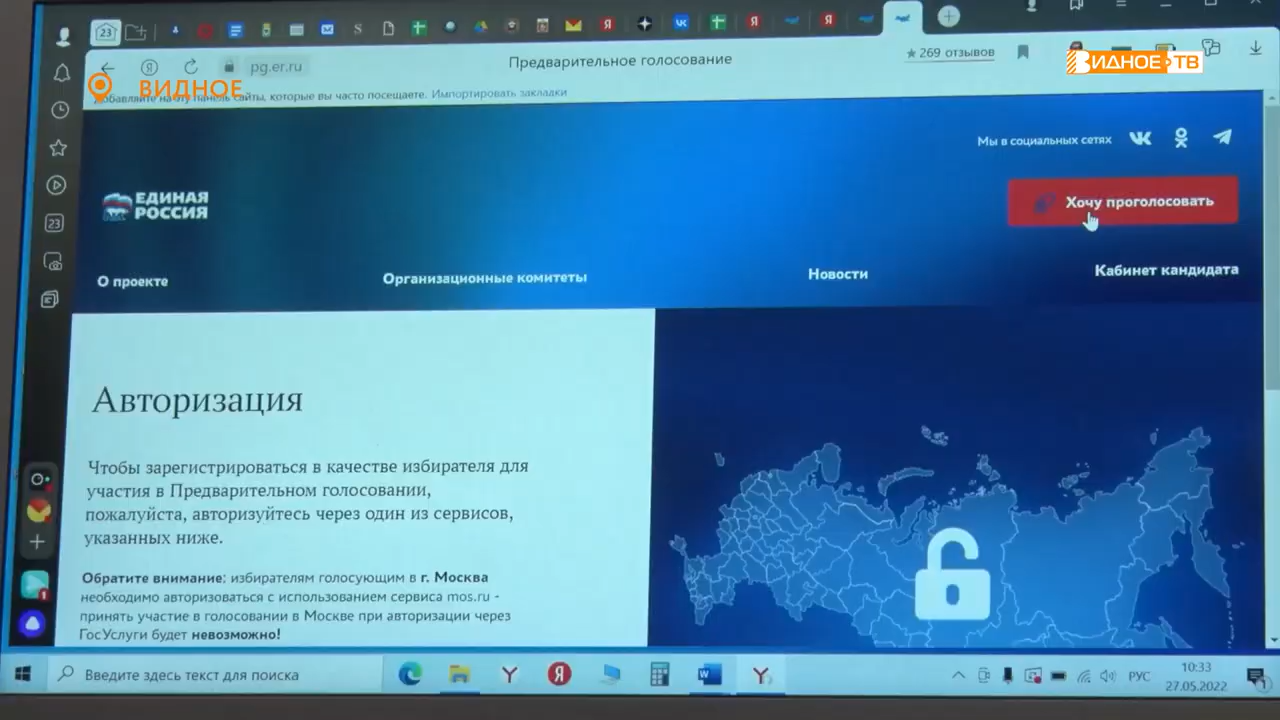 23
S
Я
Я
Я
pg.er.ru
Предварительное голосование
★ 269 отзывов
ВИДНОЕ·ТВ
ВИДНОЕ
Добавляйте на эту панель сайты, которые вы часто посещаете. Импортировать закладки
Мы в социальных сетях
ЕДИНАЯ
РОССИЯ
Хочу проголосовать
23
О проекте
Организационные комитеты
Новости
Кабинет кандидата
Авторизация
Чтобы зарегистрироваться в качестве избирателя для
участия в Предварительном голосовании,
пожалуйста, авторизуйтесь через один из сервисов,
указанных ниже.
Обратите внимание: избирателям голосующим в г. Москва
необходимо авторизоваться с использованием сервиса mos.ru -
принять участие в голосовании в Москве при авторизации через
ГосУслуги будет невозможно!
Введите здесь текст для поиска
РУС
10:33
27.05.2022